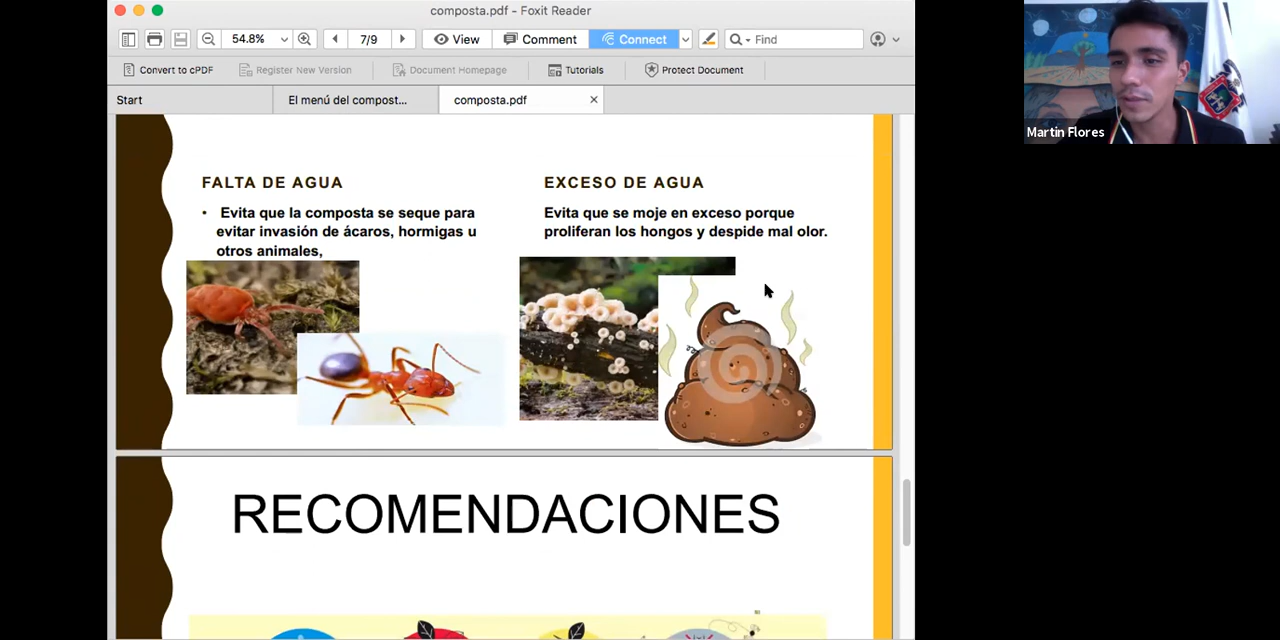 composta.pdf - Foxit Reader
54.8%
7/9
View
Comment
Connect
Find
Convert to cPDF
Register New Version
Document Homepage
Tutorials
Protect Document
Start
El menú del compost...
composta.pdf
FALTA DE AGUA
• Evita que la composta se seque para
evitar invasión de ácaros, hormigas u
otros animales,
EXCESO DE AGUA
Evita que se moje en exceso porque
proliferan los hongos y despide mal olor.
RECOMENDACIONES
Martin Flores